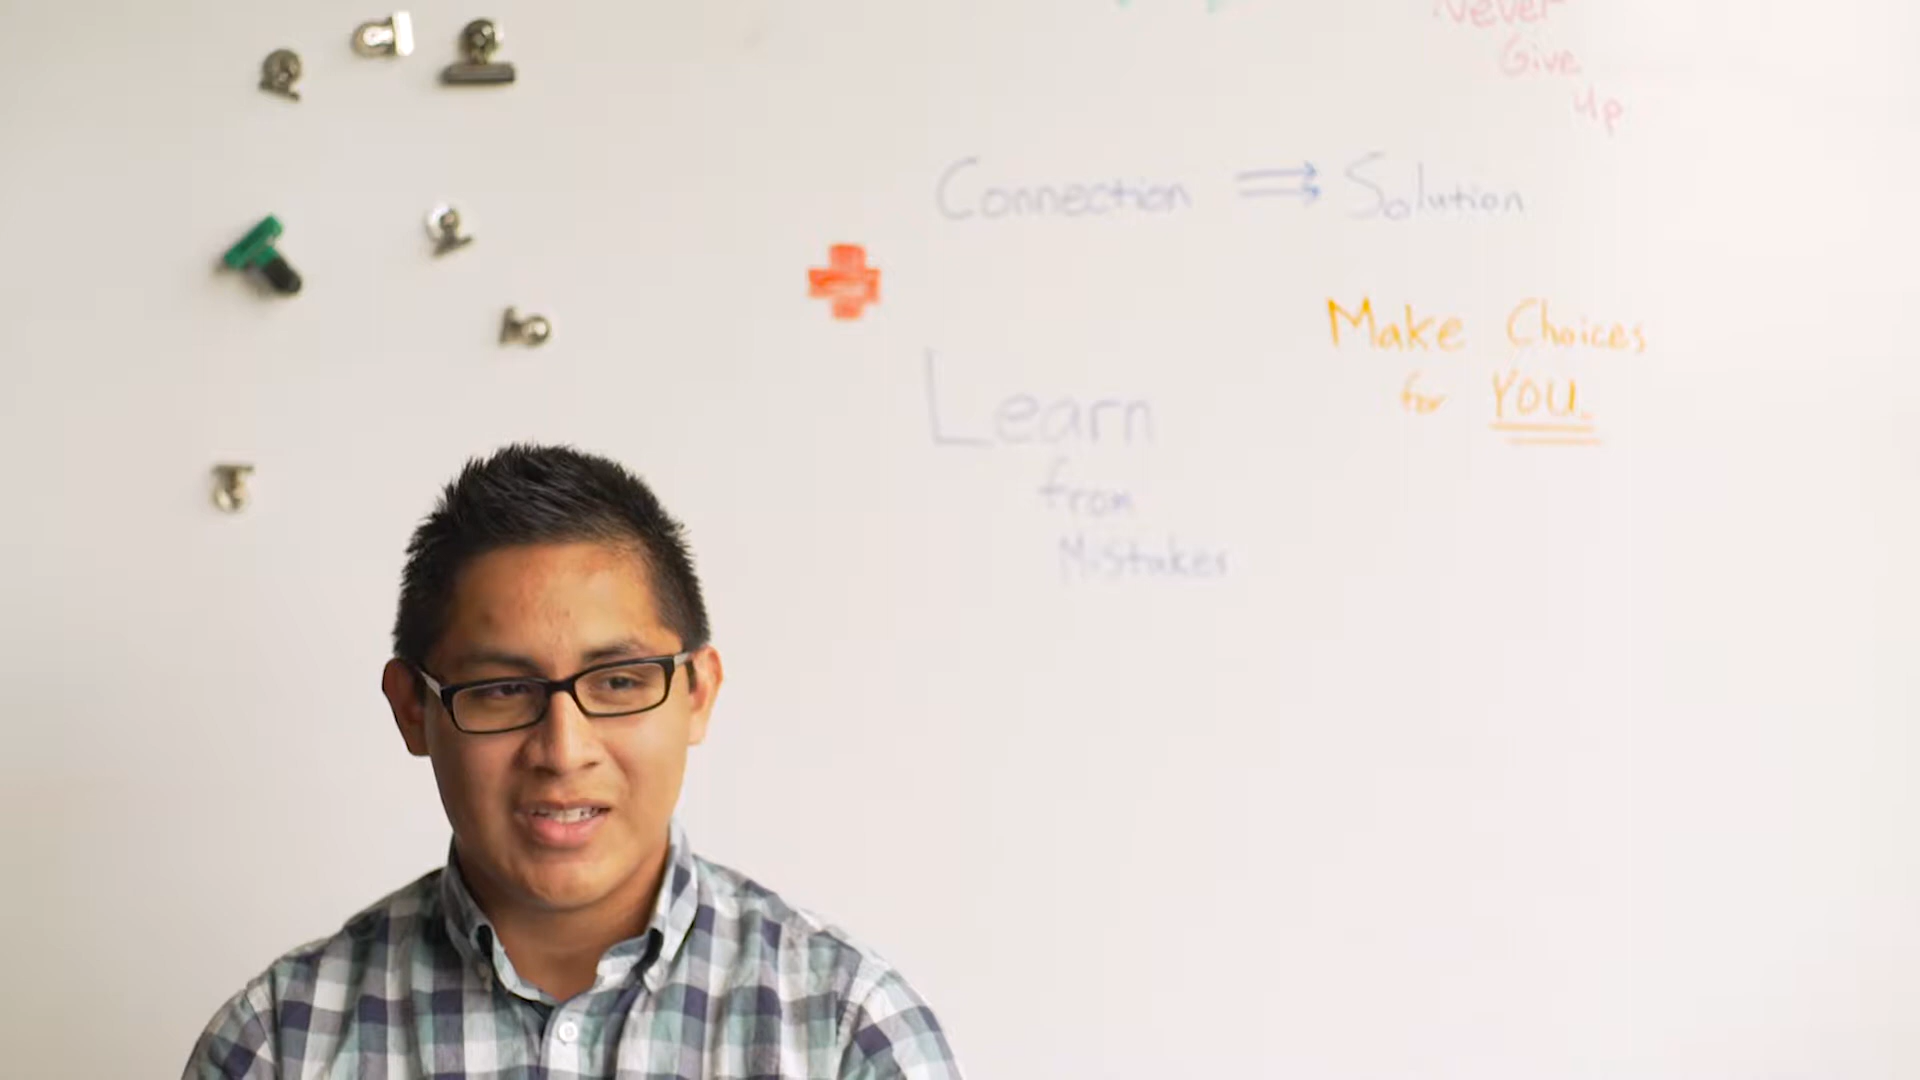 Never
Give
Up
Connection ⇒ Solution
Make Choices
for YOU.
Learn
from
Mistakes